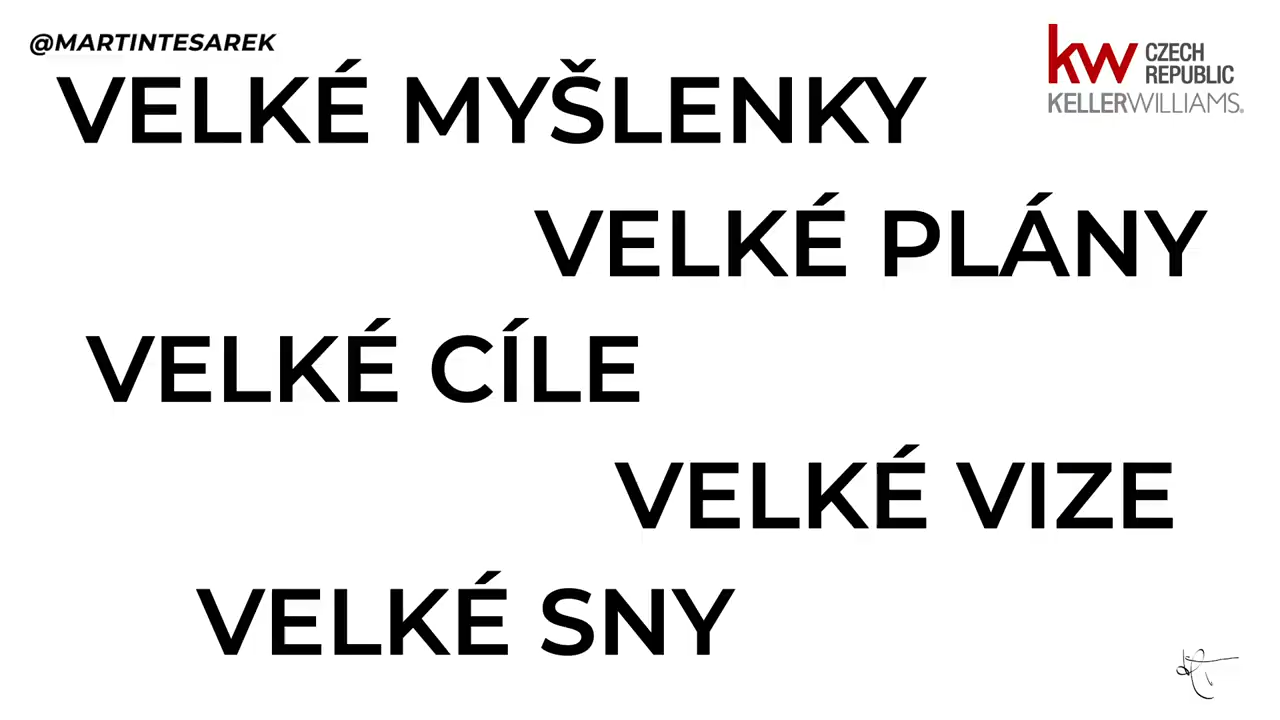 @MARTINTESAREK
kw CZECH REPUBLIC
KELLERWILLIAMS.
VELKÉ MYŠLENKY
VELKÉ PLÁNY
VELKÉ CÍLE
VELKÉ VIZE
VELKÉ SNY